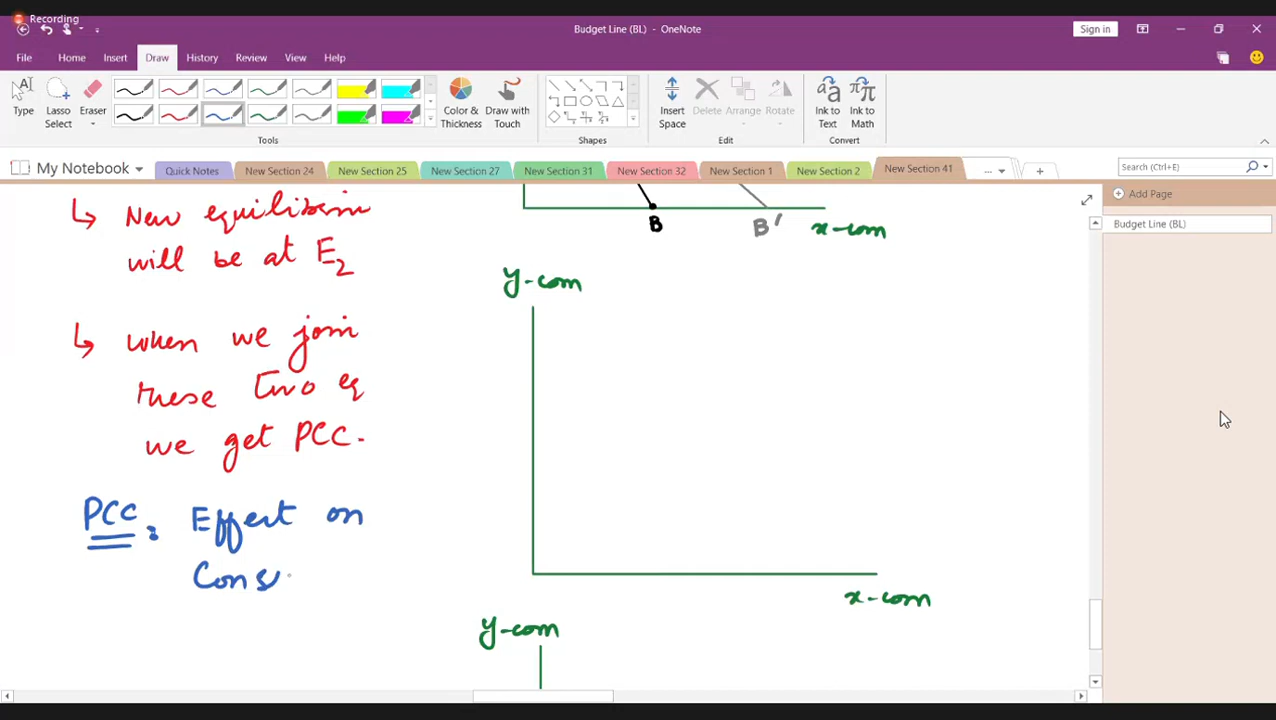 Recording
Budget Line (BL) - OneNote
Sign in
File Home Insert Draw History Review View Help
Type Lasso Select Eraser Color & Thickness Draw with Touch Insert Space Delete Arrange Rotate Ink to Text Ink to Math
Tools Shapes Edit Convert
My Notebook Quick Notes New Section 24 New Section 25 New Section 27 New Section 31 New Section 32 New Section 1 New Section 2 New Section 41 ... Search (Ctrl+E)
Add Page
Budget Line (BL)
↳ New equilibrium
will be at E2
↳ when we join
these two eq
we get PCC.
PCC : Effect on
Cons
B B' x-com
y-com
x-com
y-com